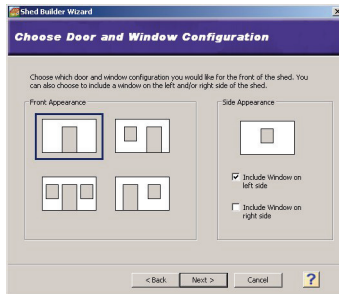 Shed Builder Wizard
Choose Door and Window Configuration
Choose which door and window configuration you would like for the front of the shed. You
can also choose to include a window on the left and/or right side of the shed.
Front Appearance
Side Appearance
Include Window on
left side
Include Window on
right side
< Back
Next >
Cancel
?